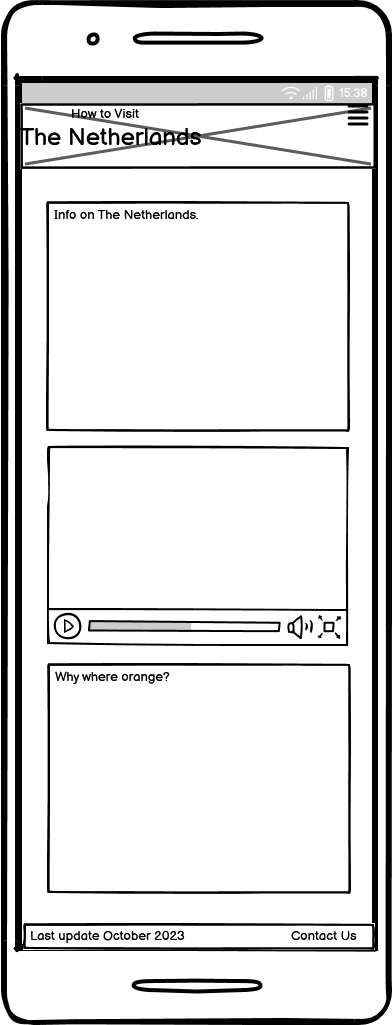 15:38
How to Visit
The Netherlands
Info on The Netherlands.
Why where orange?
Last update October 2023 Contact Us